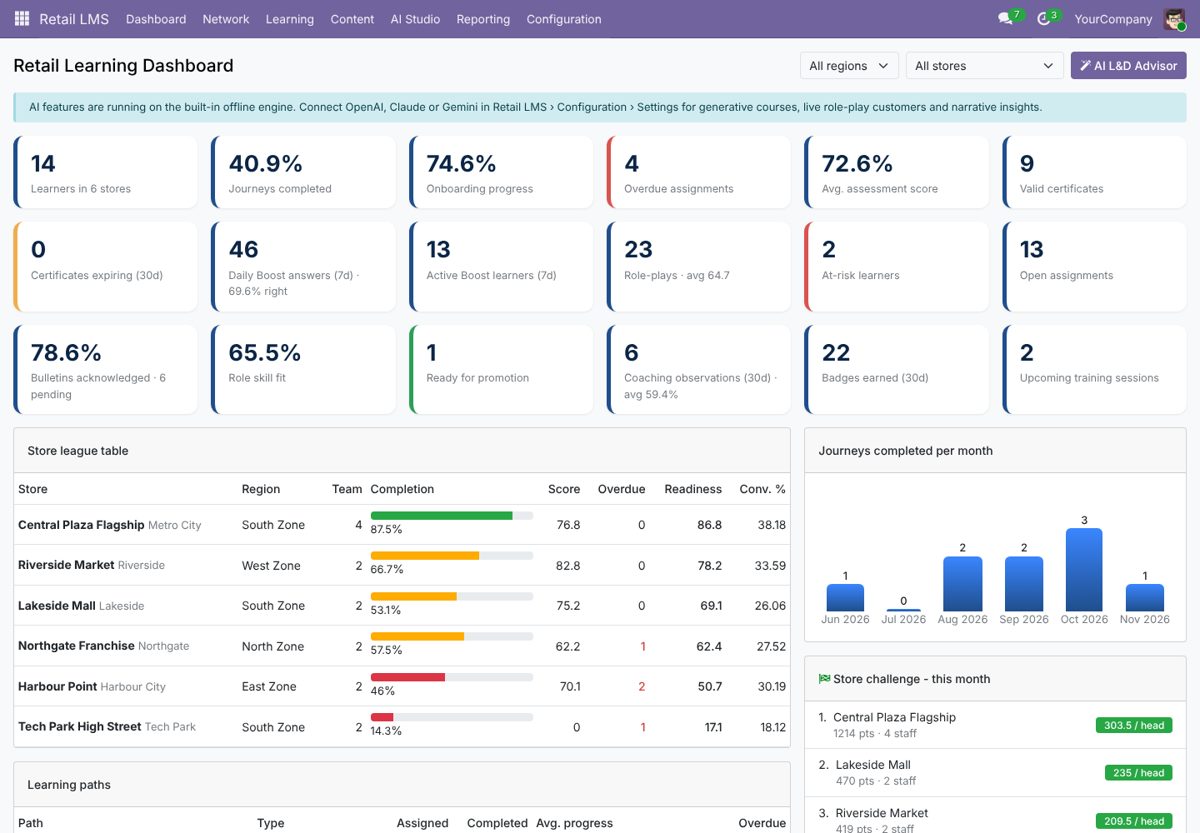 Retail LMS Dashboard Network Learning Content AI Studio Reporting Configuration 7 3 YourCompany
Retail Learning Dashboard All regions All stores AI L&D Advisor
AI features are running on the built-in offline engine. Connect OpenAI, Claude or Gemini in Retail LMS › Configuration › Settings for generative courses, live role-play customers and narrative insights.
14
Learners in 6 stores
40.9%
Journeys completed
74.6%
Onboarding progress
4
Overdue assignments
72.6%
Avg. assessment score
9
Valid certificates
0
Certificates expiring (30d)
46
Daily Boost answers (7d) ·
69.6% right
13
Active Boost learners (7d)
23
Role-plays · avg 64.7
2
At-risk learners
13
Open assignments
78.6%
Bulletins acknowledged · 6
pending
65.5%
Role skill fit
1
Ready for promotion
6
Coaching observations (30d) ·
avg 59.4%
22
Badges earned (30d)
2
Upcoming training sessions
Store league table
Store Region Team Completion Score Overdue Readiness Conv. %
Central Plaza Flagship Metro City South Zone 4 87.5% 76.8 0 86.8 38.18
Riverside Market Riverside West Zone 2 66.7% 82.8 0 78.2 33.59
Lakeside Mall Lakeside South Zone 2 53.1% 75.2 0 69.1 26.06
Northgate Franchise Northgate North Zone 2 57.5% 62.2 1 62.4 27.52
Harbour Point Harbour City East Zone 2 46% 70.1 2 50.7 30.19
Tech Park High Street Tech Park South Zone 2 14.3% 0 1 17.1 18.12
Learning paths
Path Type Assigned Completed Avg. progress Overdue
Journeys completed per month
1 0 2 2 3 1
Jun 2026 Jul 2026 Aug 2026 Sep 2026 Oct 2026 Nov 2026
Store challenge - this month
1. Central Plaza Flagship
1214 pts · 4 staff
303.5 / head
2. Lakeside Mall
470 pts · 2 staff
235 / head
3. Riverside Market
419 pts · 2 staff
209.5 / head